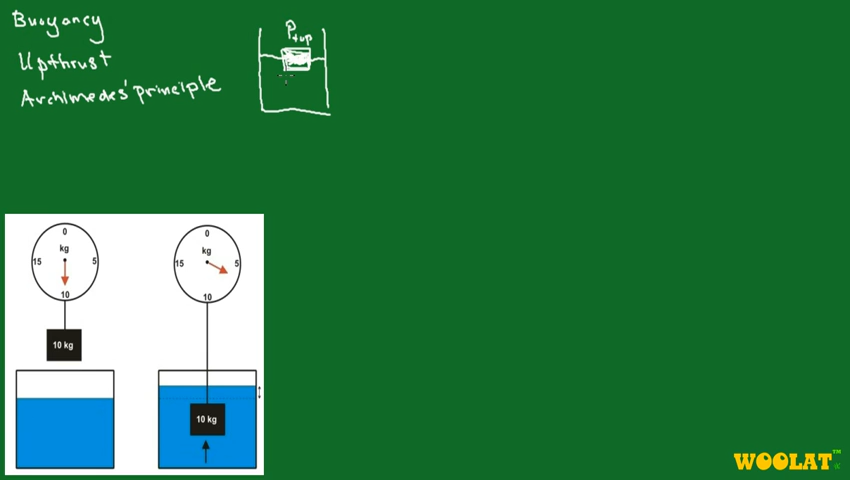 Buoyancy
Upthrust
Archimedes' principle
Ptop
0
kg
15 5
10
10 kg
0
kg
15 5
10
10 kg
WOOLAT™